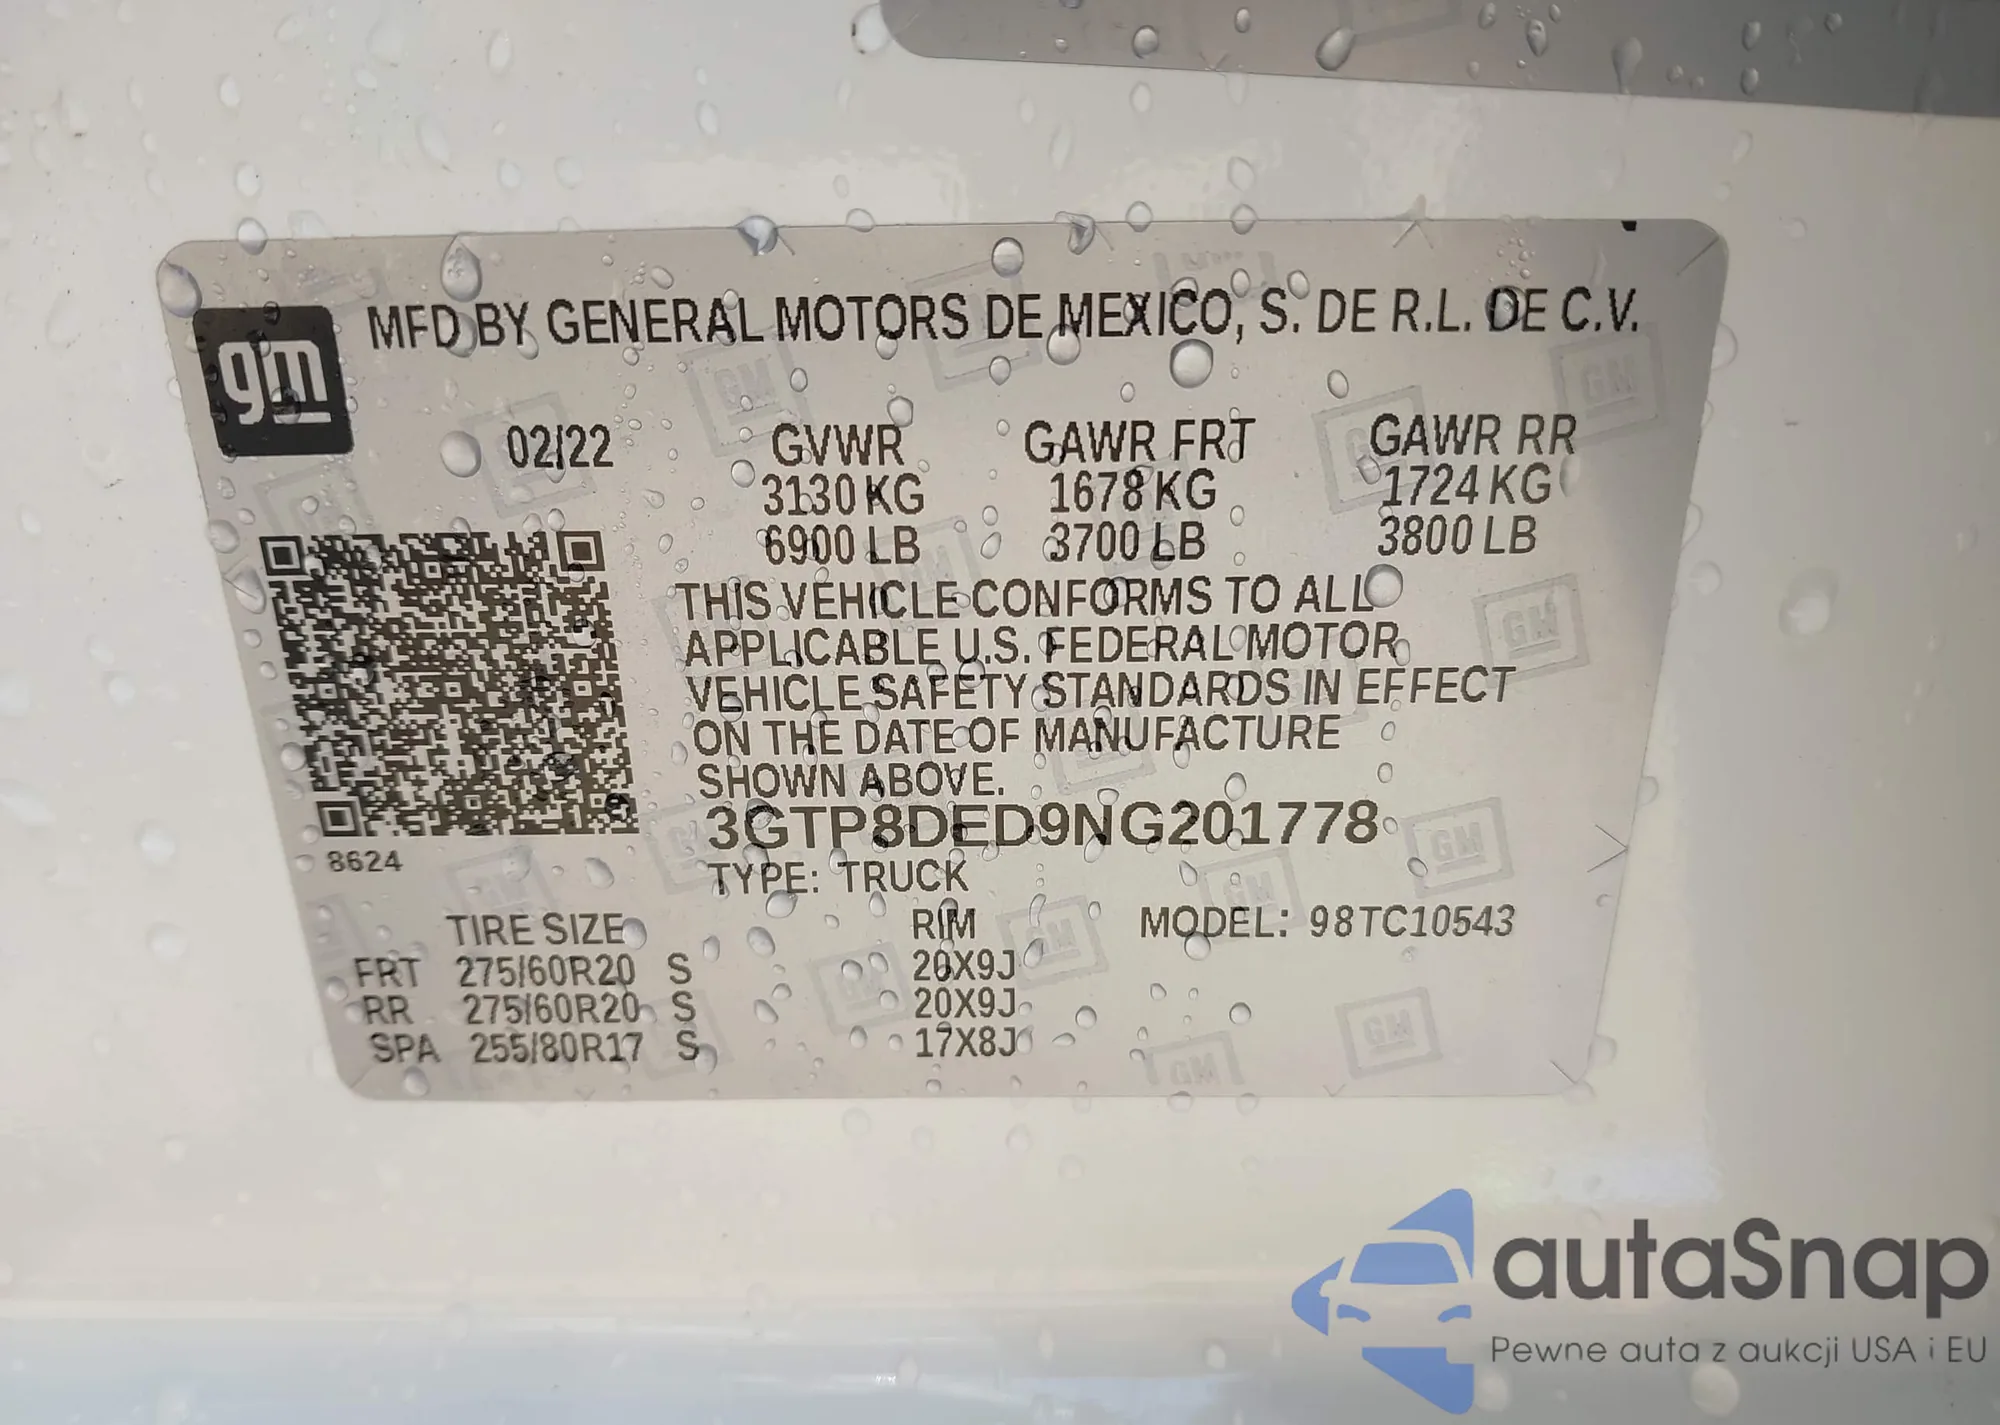 gm MFD BY GENERAL MOTORS DE MEXICO, S. DE R.L. DE C.V.
02/22 GVWR GAWR FRT GAWR RR
3130 KG 1678 KG 1724 KG
6900 LB 3700 LB 3800 LB
THIS VEHICLE CONFORMS TO ALL
APPLICABLE U.S. FEDERAL MOTOR
VEHICLE SAFETY STANDARDS IN EFFECT
ON THE DATE OF MANUFACTURE
SHOWN ABOVE.
3GTP8DED9NG201778
8624
TYPE: TRUCK
TIRE SIZE RIM MODEL: 98TC10543
FRT 275/60R20 S 20X9J
RR 275/60R20 S 20X9J
SPA 255/80R17 S 17X8J
autaSnap
Pewne auta z aukcji USA i EU